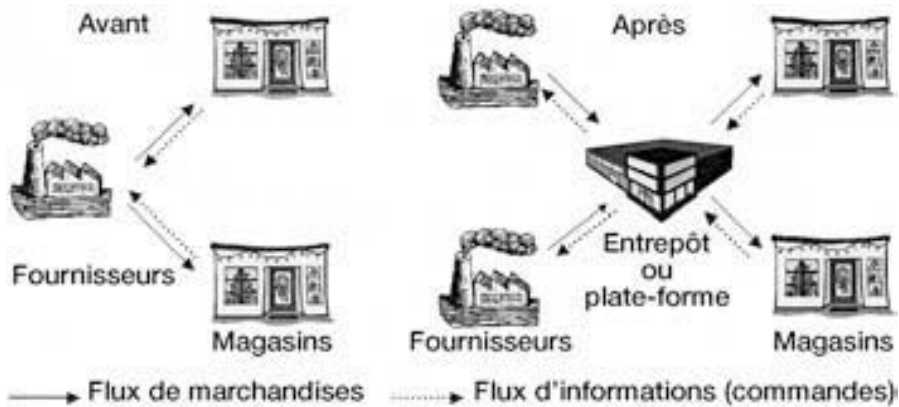 Avant
Fournisseurs
Magasins
Après
Entrepôt
ou
plate-forme
Fournisseurs
Magasins
Flux de marchandises
Flux d'informations (commandes)